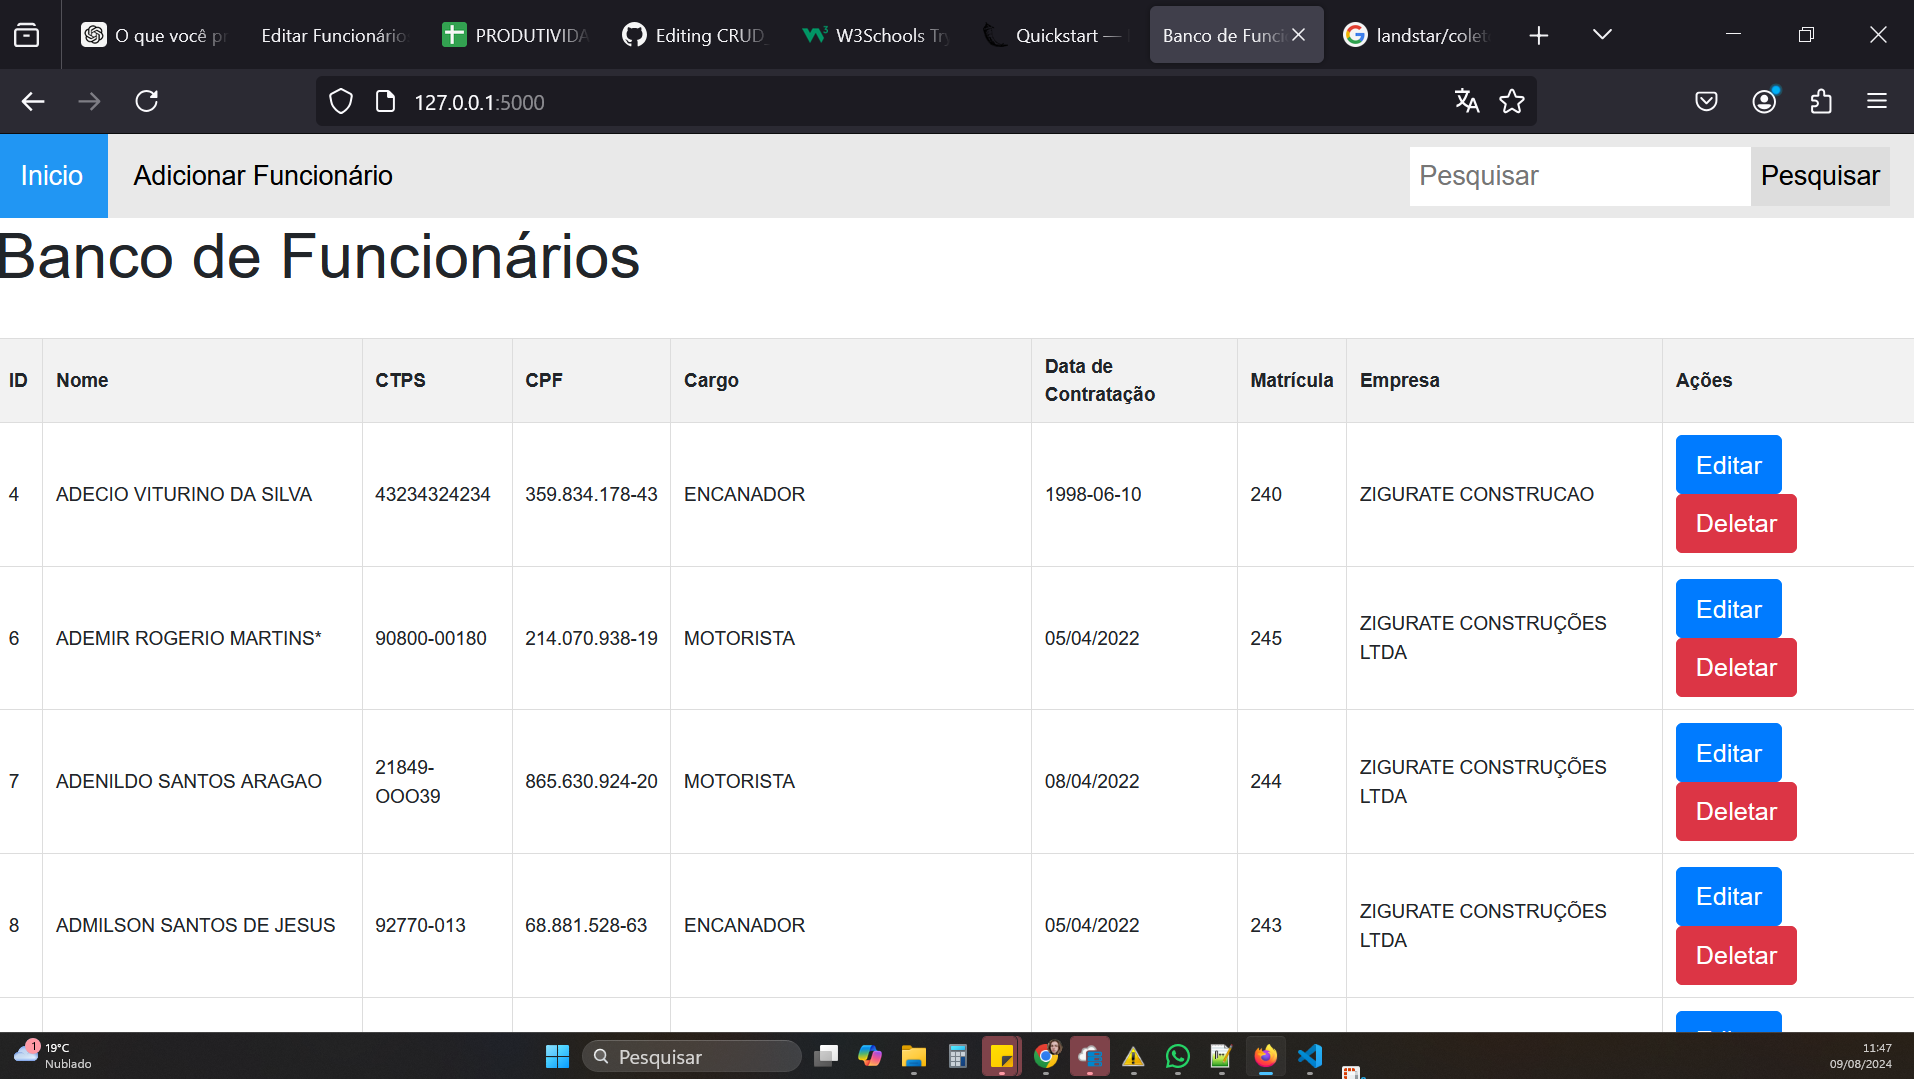 O que você pr
Editar Funcionário
PRODUTIVIDA
Editing CRUD_
W3Schools Try
Quickstart —
Banco de Funci
landstar/colet
127.0.0.1:5000
Inicio
Adicionar Funcionário
Pesquisar
Pesquisar
Banco de Funcionários
ID
Nome
CTPS
CPF
Cargo
Data de
Contratação
Matrícula
Empresa
Ações
4
ADECIO VITURINO DA SILVA
43234324234
359.834.178-43
ENCANADOR
1998-06-10
240
ZIGURATE CONSTRUCAO
Editar
Deletar
6
ADEMIR ROGERIO MARTINS*
90800-00180
214.070.938-19
MOTORISTA
05/04/2022
245
ZIGURATE CONSTRUÇÕES
LTDA
Editar
Deletar
7
ADENILDO SANTOS ARAGAO
21849-
OOO39
865.630.924-20
MOTORISTA
08/04/2022
244
ZIGURATE CONSTRUÇÕES
LTDA
Editar
Deletar
8
ADMILSON SANTOS DE JESUS
92770-013
68.881.528-63
ENCANADOR
05/04/2022
243
ZIGURATE CONSTRUÇÕES
LTDA
Editar
Deletar
1
19°C
Nublado
Pesquisar
11:47
09/08/2024